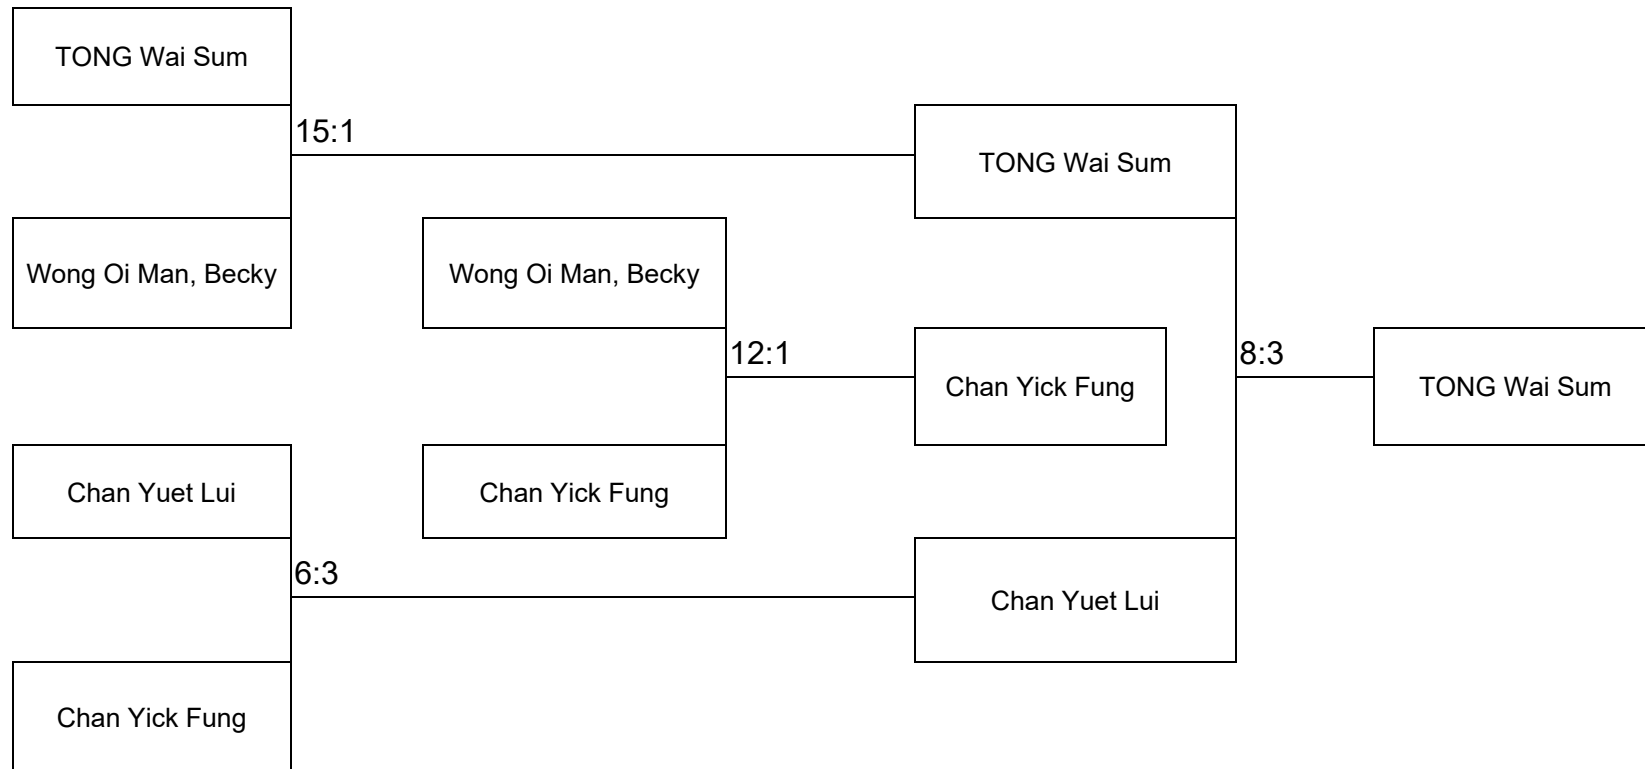 TONG Wai Sum
15:1
TONG Wai Sum
Wong Oi Man, Becky
Wong Oi Man, Becky
12:1
8:3
Chan Yick Fung
TONG Wai Sum
Chan Yuet Lui
Chan Yick Fung
6:3
Chan Yuet Lui
Chan Yick Fung